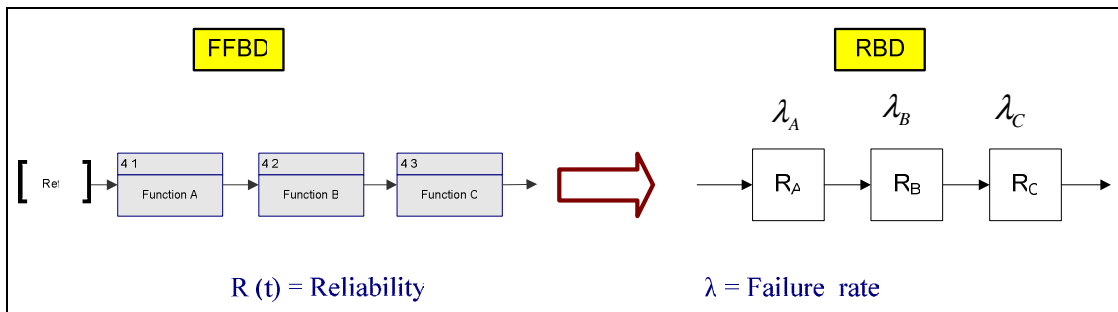 FFBD
RBD
λA λB λC
[ Ref ]
4 1
4 2
4 3
Function A
Function B
Function C
RA
RB
RC
R (t) = Reliability
λ = Failure rate